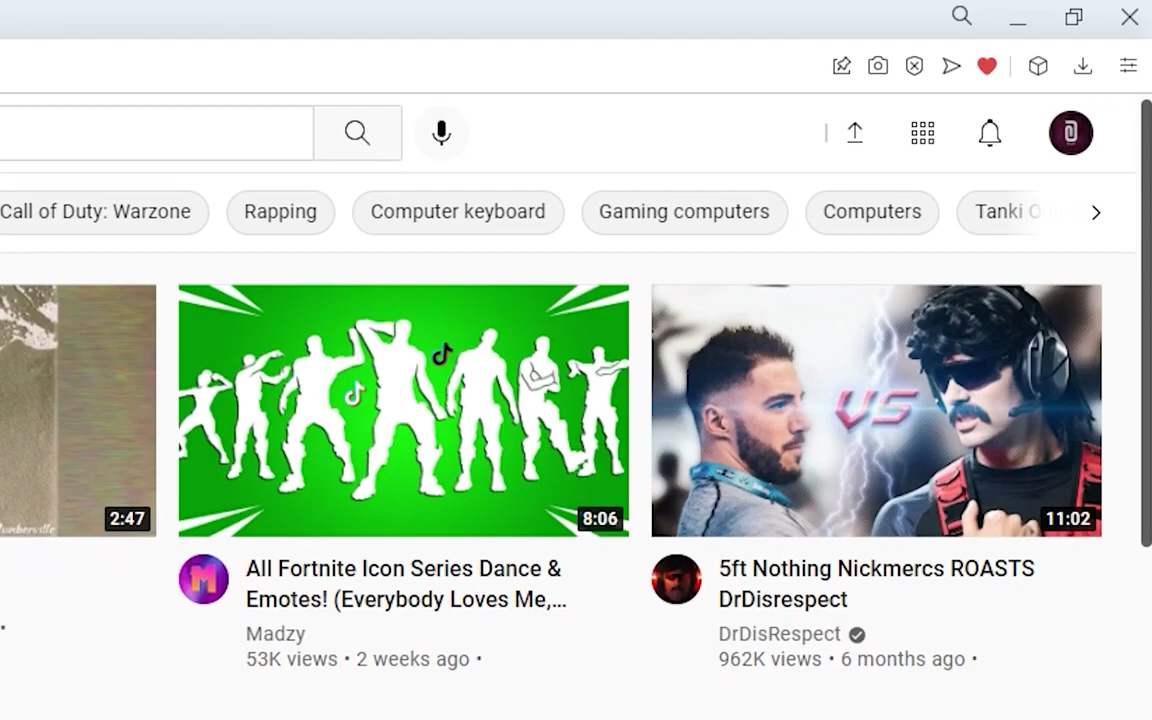 Call of Duty: Warzone
Rapping
Computer keyboard
Gaming computers
Computers
Tanki
VS
2:47
8:06
11:02
All Fortnite Icon Series Dance &
Emotes! (Everybody Loves Me,...
Madzy
53K views • 2 weeks ago •
5ft Nothing Nickmercs ROASTS
DrDisrespect
DrDisRespect
962K views • 6 months ago •